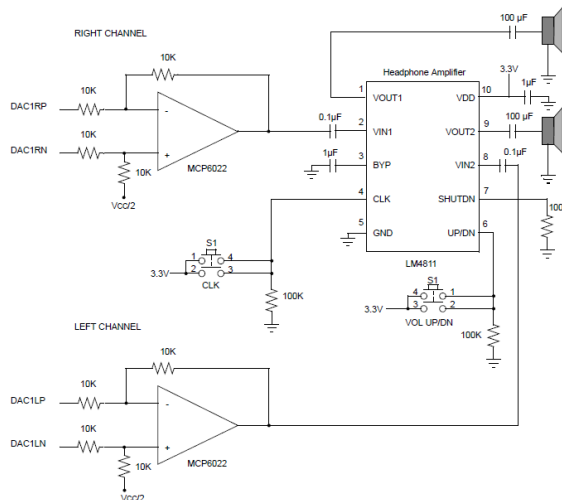 RIGHT CHANNEL
100 µF
10K
Headphone Amplifier
3.3V
10K
1µF
DAC1RP
-
1
VOUT1
VDD
10
100 µF
0.1µF
2
VIN1
VOUT2
9
DAC1RN
10K
+
MCP6022
0.1µF
10K
1µF
3
BYP
VIN2
8
Vcc/2
4
CLK
SHUTDN
7
5
GND
UP/DN
6
S1
1
4
2
3
3.3V
CLK
100K
LM4811
S1
4
1
3
2
3.3V
VOL UP/DN
100K
LEFT CHANNEL
10K
10K
DAC1LP
-
DAC1LN
10K
+
MCP6022
10K
Vcc/2